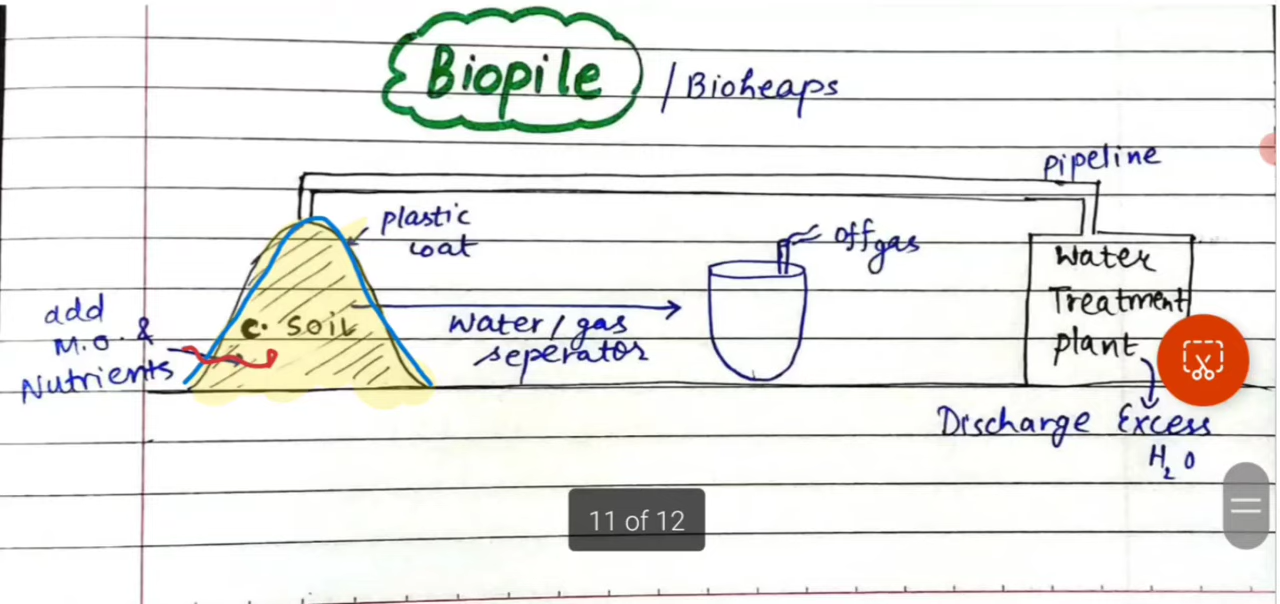 Biopile / Bioheaps
pipeline
plastic
coat
off gas
Water
Treatment
plant
add
M.O. &
Nutrients
C. Soil
Water / gas
seperator
Discharge Excess
H2O
11 of 12